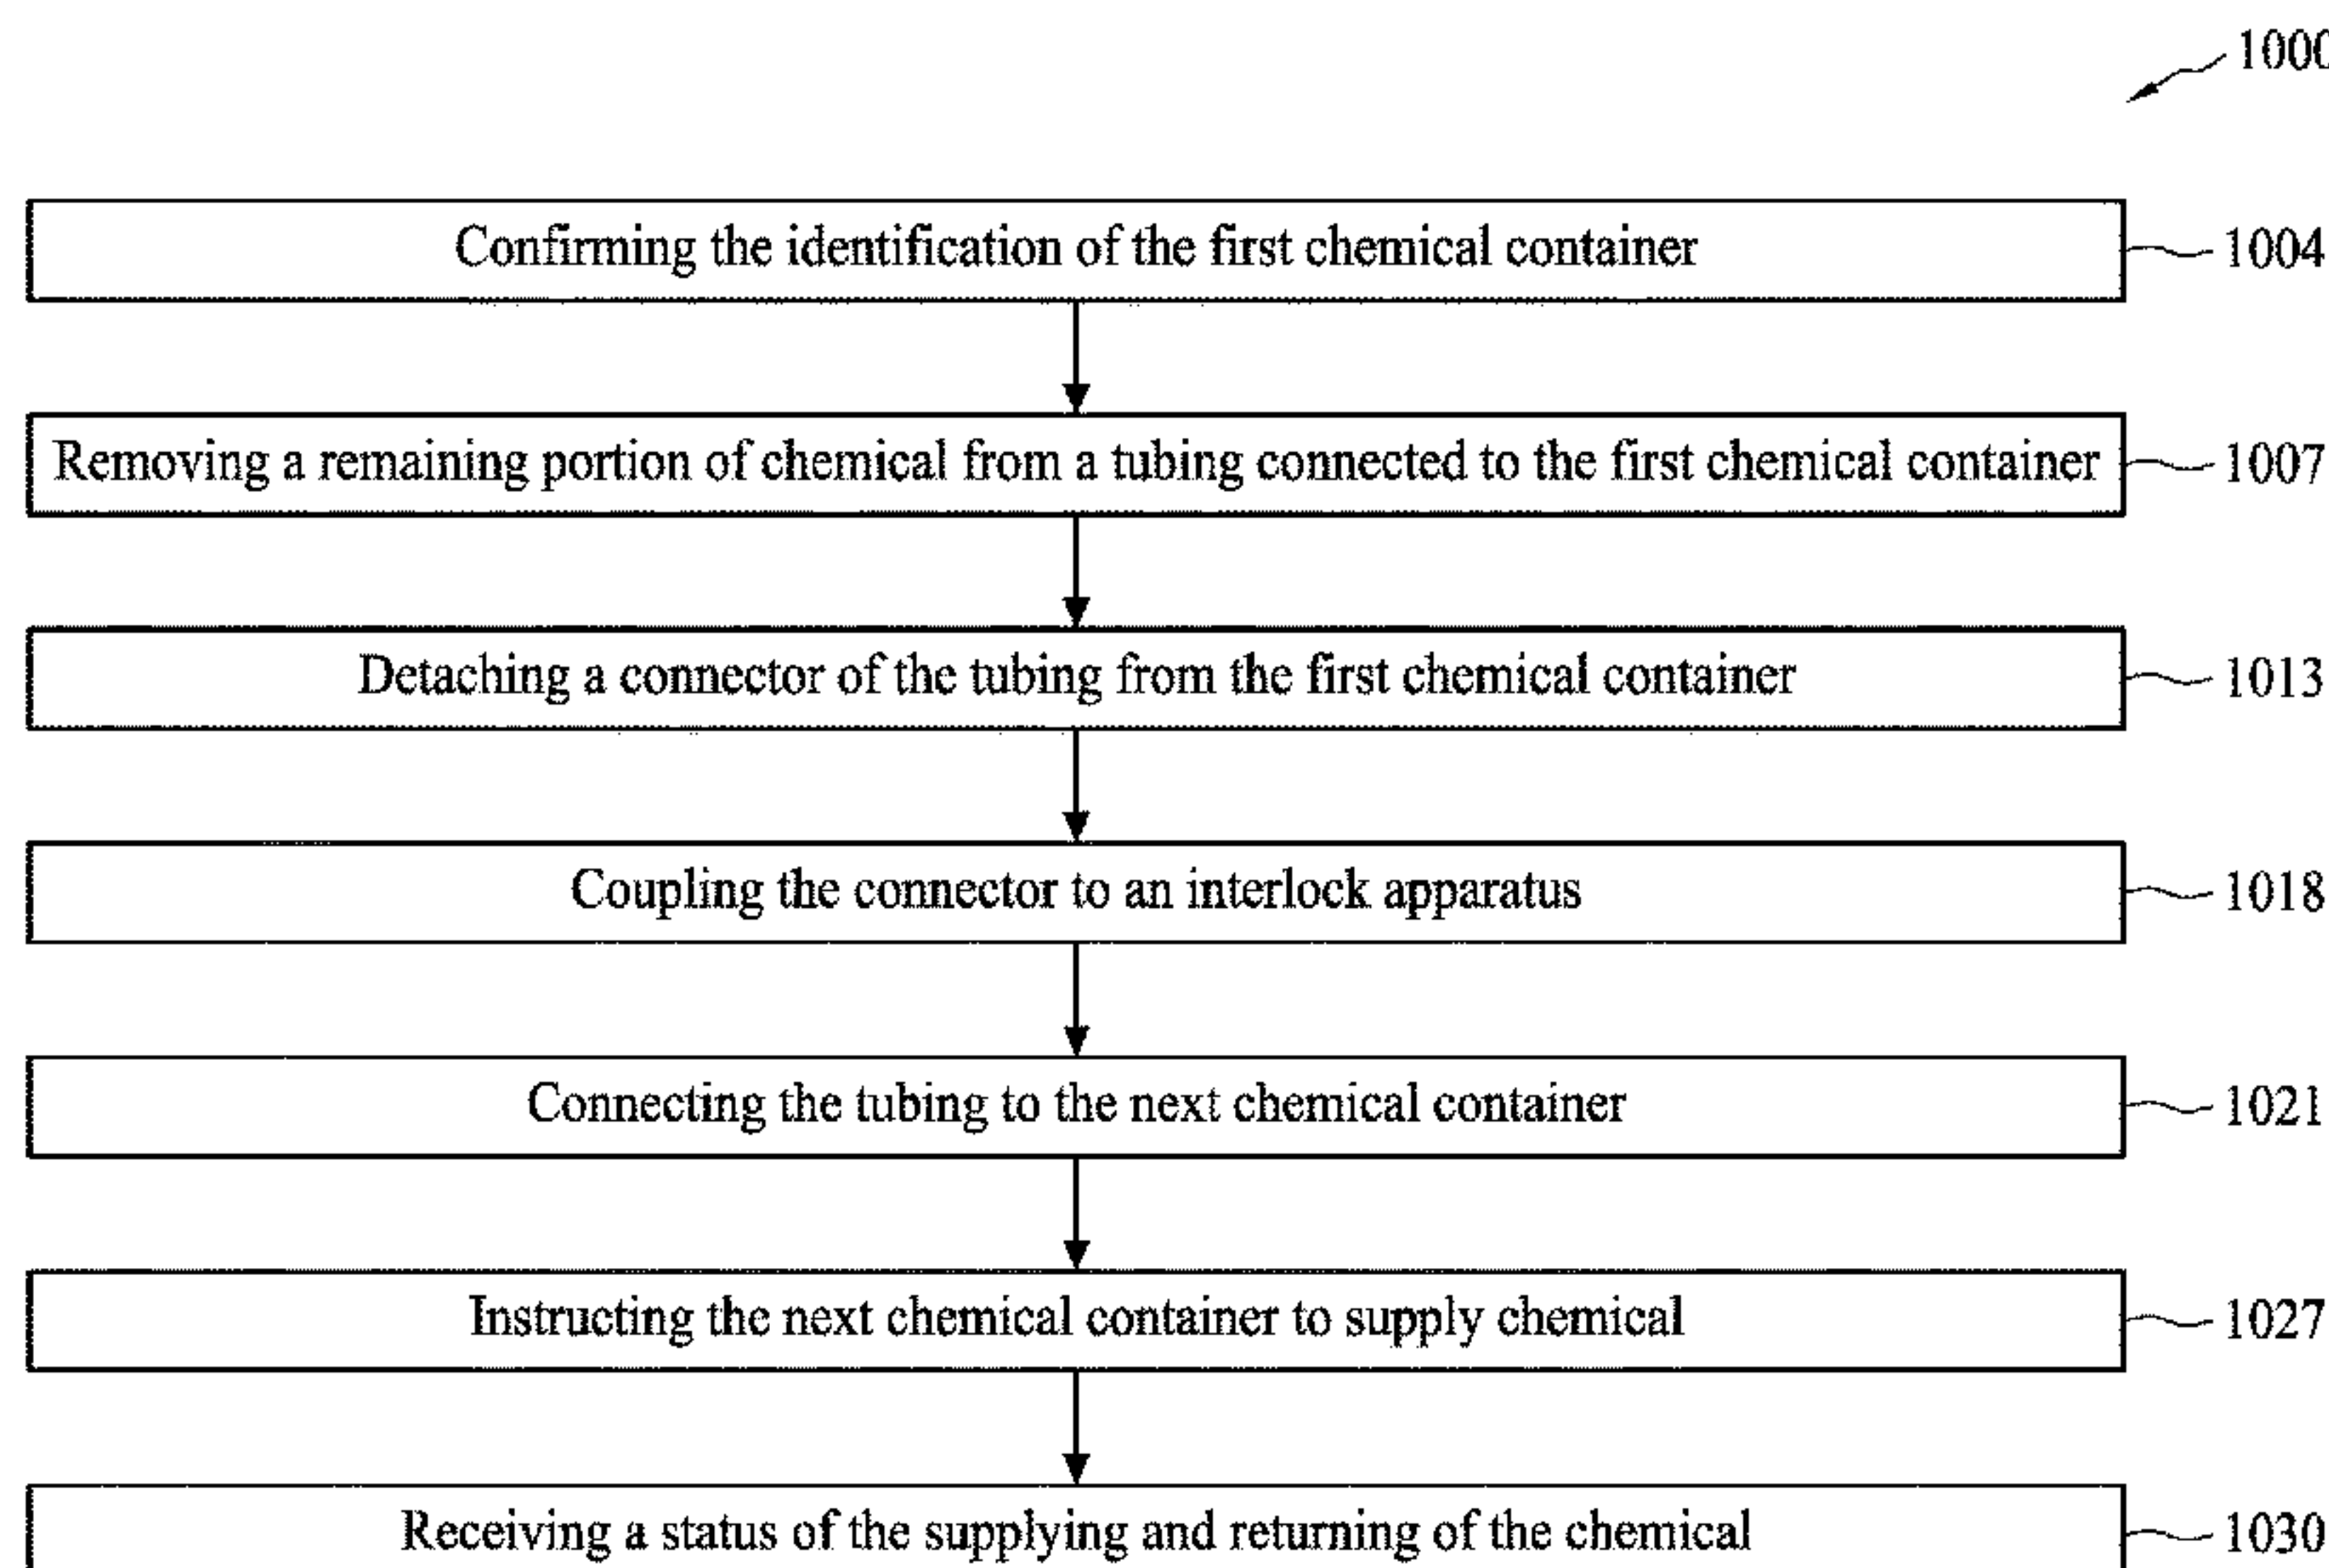 1000
Confirming the identification of the first chemical container 1004
Removing a remaining portion of chemical from a tubing connected to the first chemical container 1007
Detaching a connector of the tubing from the first chemical container 1013
Coupling the connector to an interlock apparatus 1018
Connecting the tubing to the next chemical container 1021
Instructing the next chemical container to supply chemical 1027
Receiving a status of the supplying and returning of the chemical 1030